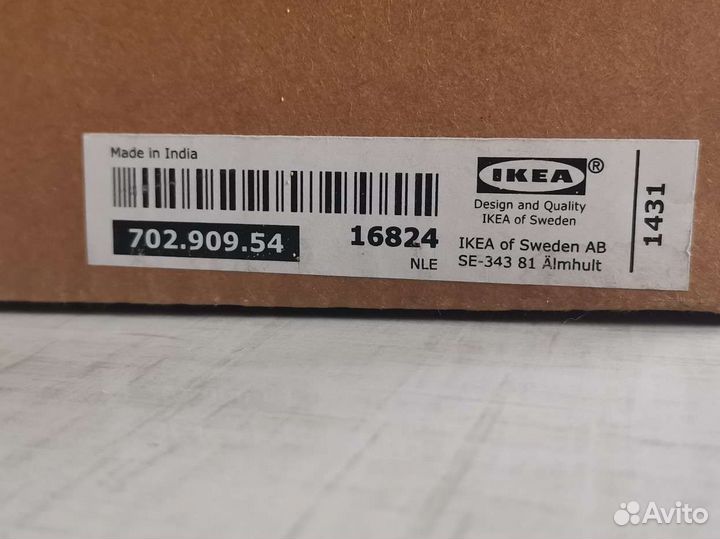 Made in India
702.909.54
16824
NLE
IKEA®
Design and Quality
IKEA of Sweden
IKEA of Sweden AB
SE-343 81 Älmhult
1431
Avito